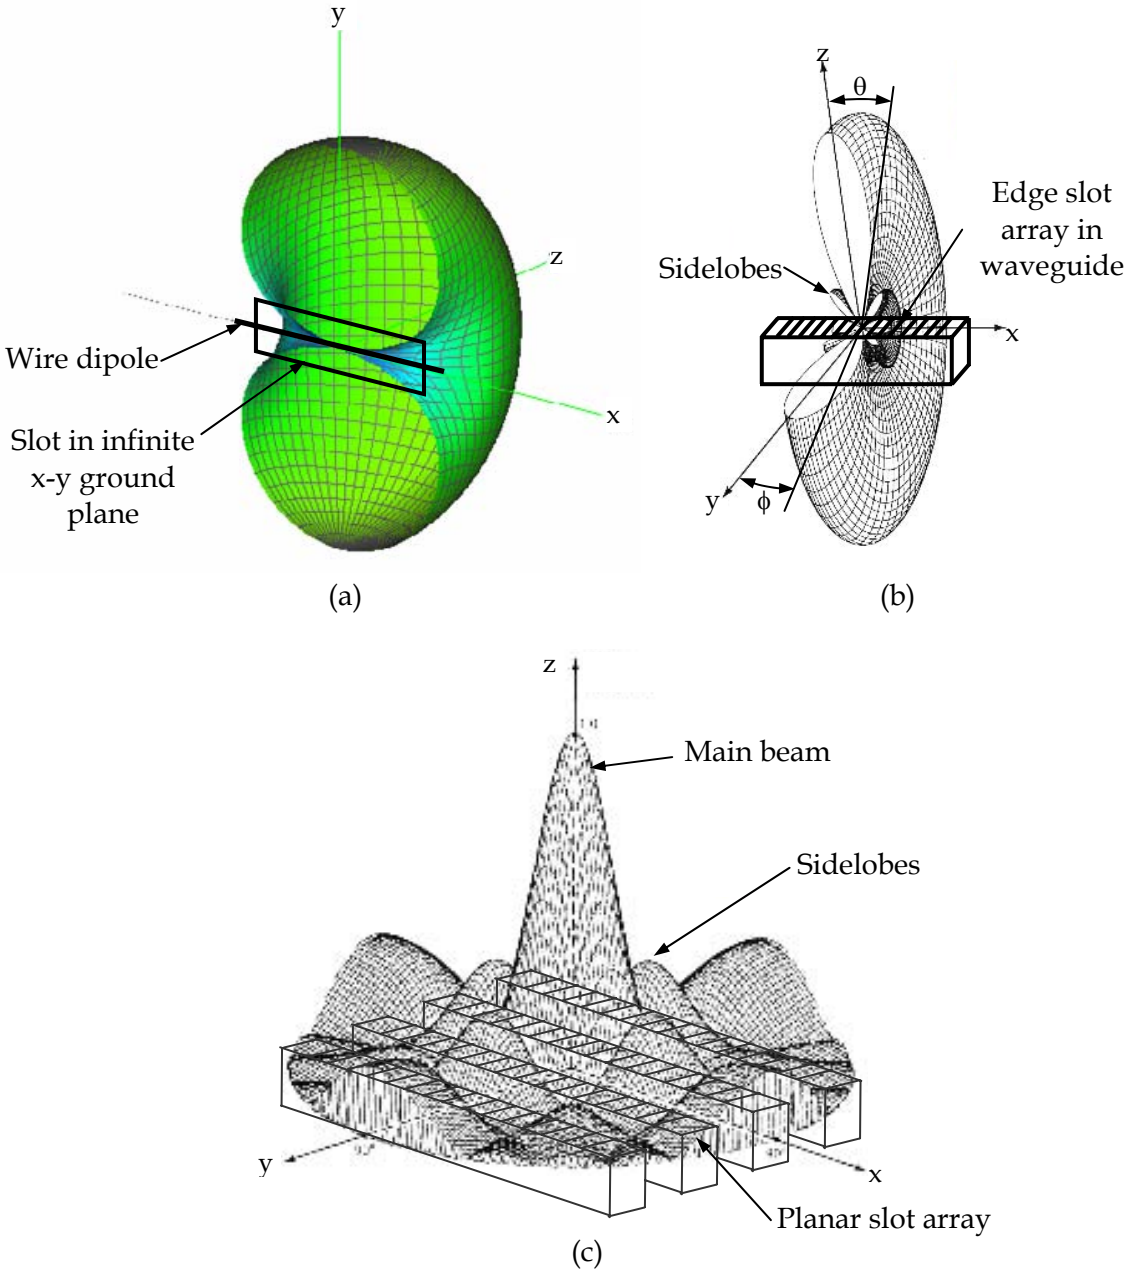 y
z
x
Wire dipole
Slot in infinite
x-y ground
plane
(a)
z
θ
Edge slot
array in
waveguide
Sidelobes
x
y
ϕ
(b)
z
Main beam
Sidelobes
y
x
Planar slot array
(c)